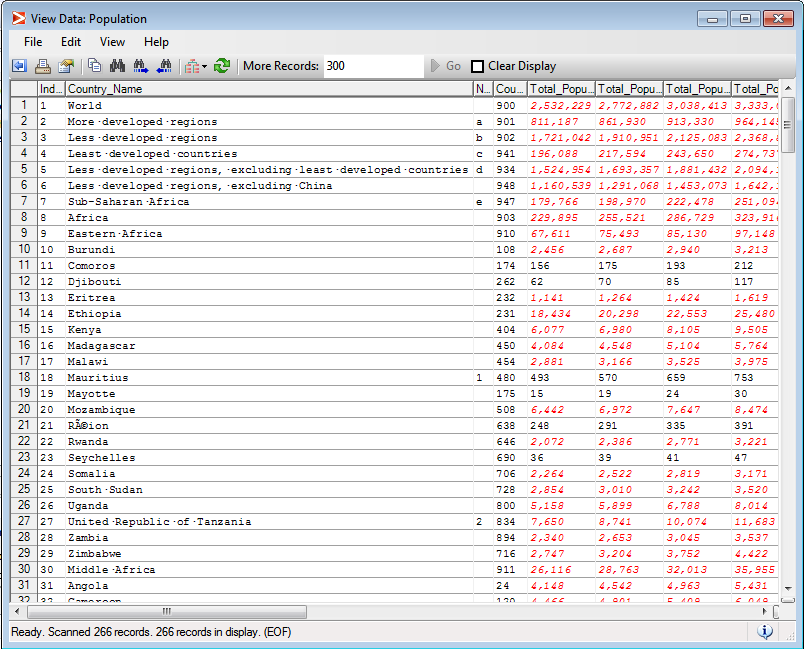 View Data: Population
File Edit View Help
More Records: 300 Go Clear Display
Ind... Country_Name N... Cou... Total_Popu... Total_Popu... Total_Popu... Total_Po
1 1 World 900 2,532,229 2,772,882 3,038,413 3,333,
2 2 More·developed·regions a 901 811,187 861,930 913,330 964,145
3 3 Less·developed·regions b 902 1,721,042 1,910,951 2,125,083 2,368,
4 4 Least·developed·countries c 941 196,088 217,594 243,650 274,737
5 5 Less·developed·regions,·excluding·least·developed·countries d 934 1,524,954 1,693,357 1,881,432 2,094,
6 6 Less·developed·regions,·excluding·China 948 1,160,539 1,291,068 1,453,073 1,642,
7 7 Sub-Saharan·Africa e 947 179,766 198,970 222,478 251,094
8 8 Africa 903 229,895 255,521 286,729 323,916
9 9 Eastern·Africa 910 67,611 75,493 85,130 97,148
10 10 Burundi 108 2,456 2,687 2,940 3,213
11 11 Comoros 174 156 175 193 212
12 12 Djibouti 262 62 70 85 117
13 13 Eritrea 232 1,141 1,264 1,424 1,619
14 14 Ethiopia 231 18,434 20,298 22,553 25,480
15 15 Kenya 404 6,077 6,980 8,105 9,505
16 16 Madagascar 450 4,084 4,548 5,104 5,764
17 17 Malawi 454 2,881 3,166 3,525 3,975
18 18 Mauritius 1 480 493 570 659 753
19 19 Mayotte 175 15 19 24 30
20 20 Mozambique 508 6,442 6,972 7,647 8,474
21 21 RÃ©ion 638 248 291 335 391
22 22 Rwanda 646 2,072 2,386 2,771 3,221
23 23 Seychelles 690 36 39 41 47
24 24 Somalia 706 2,264 2,522 2,819 3,171
25 25 South·Sudan 728 2,854 3,010 3,242 3,520
26 26 Uganda 800 5,158 5,899 6,788 8,014
27 27 United·Republic·of·Tanzania 2 834 7,650 8,741 10,074 11,683
28 28 Zambia 894 2,340 2,653 3,045 3,537
29 29 Zimbabwe 716 2,747 3,204 3,752 4,422
30 30 Middle·Africa 911 26,116 28,763 32,013 35,955
31 31 Angola 24 4,148 4,542 4,963 5,431
32 32 Cameroon 120 4,466 4,901 5,409 6,049
Ready. Scanned 266 records. 266 records in display. (EOF)